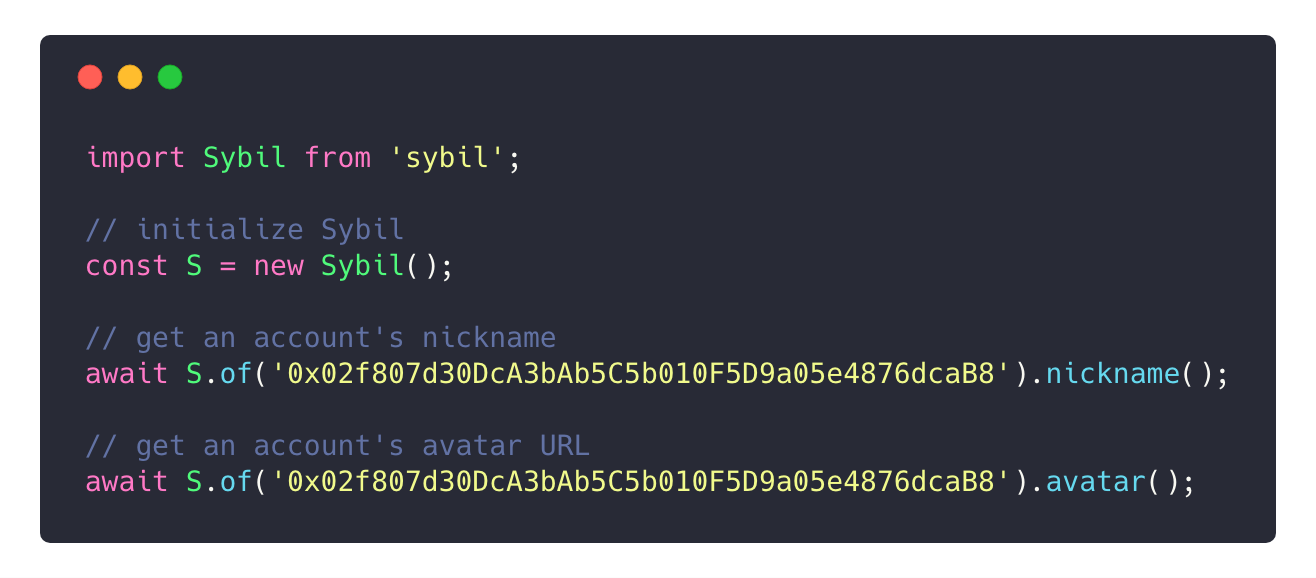 import Sybil from 'sybil';
// initialize Sybil
const S = new Sybil();
// get an account's nickname
await S.of('0x02f807d30DcA3bAb5C5b010F5D9a05e4876dcaB8').nickname();
// get an account's avatar URL
await S.of('0x02f807d30DcA3bAb5C5b010F5D9a05e4876dcaB8').avatar();